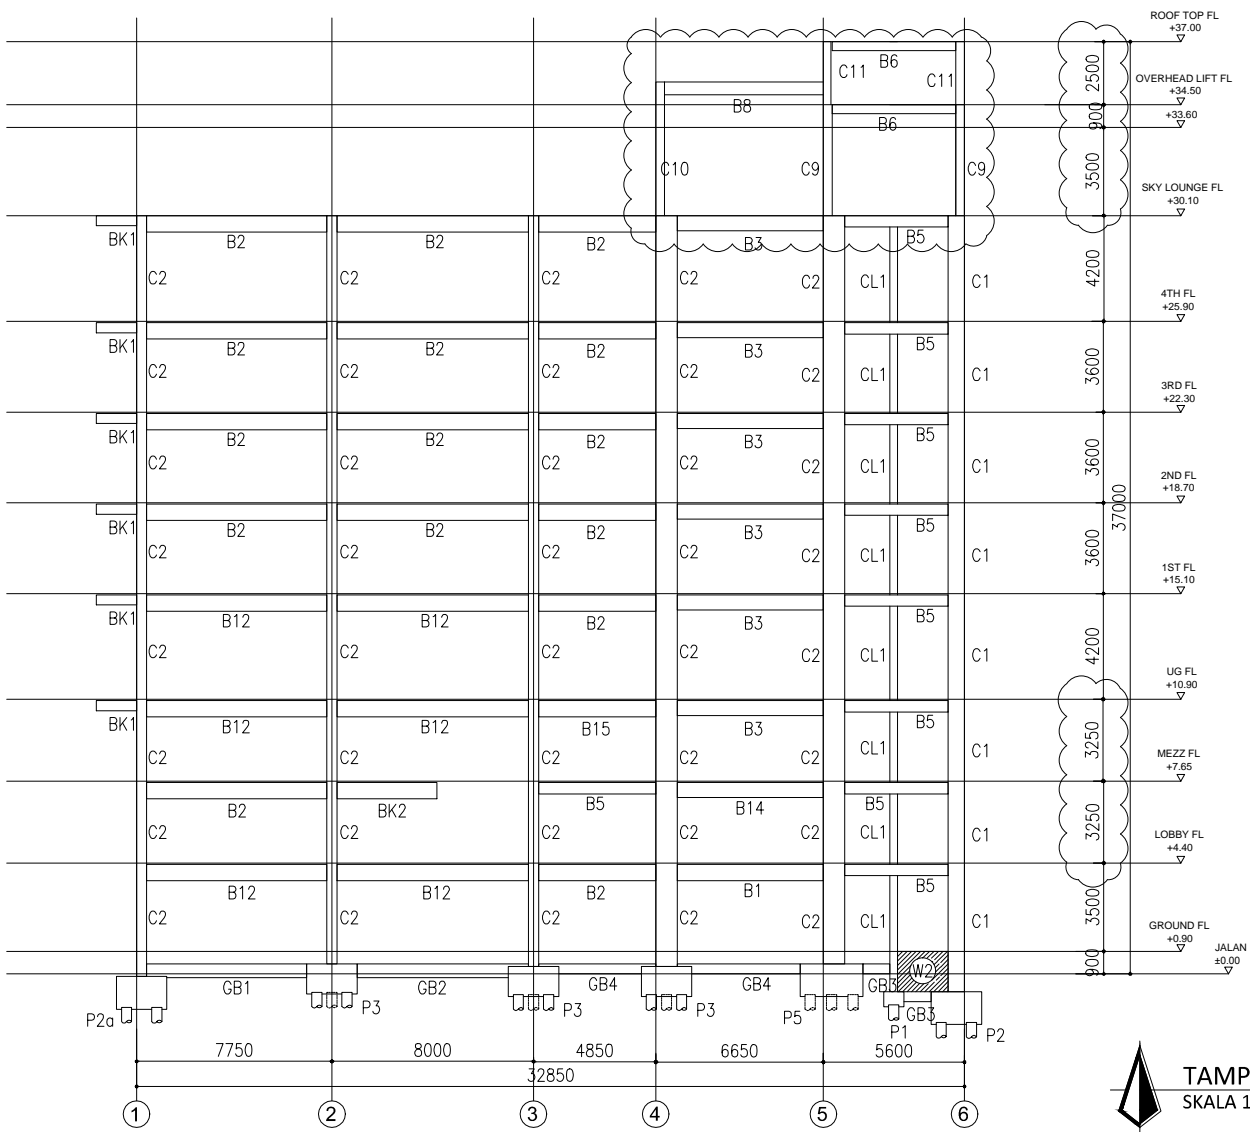 ROOF TOP FL
+37.00
B6
C11
C11
2500
OVERHEAD LIFT FL
+34.50
B8
900
+33.60
B6
C10
C9
C9
3500
SKY LOUNGE FL
+30.10
BK1
B2
B2
B2
B3
B5
C2
C2
C2
C2
C2
CL1
C1
4200
4TH FL
+25.90
BK1
B2
B2
B2
B3
B5
C2
C2
C2
C2
C2
CL1
C1
3600
3RD FL
+22.30
BK1
B2
B2
B2
B3
B5
C2
C2
C2
C2
C2
CL1
C1
3600
2ND FL
+18.70
37000
BK1
B2
B2
B2
B3
B5
C2
C2
C2
C2
C2
CL1
C1
3600
1ST FL
+15.10
BK1
B12
B12
B2
B3
B5
C2
C2
C2
C2
C2
CL1
C1
4200
UG FL
+10.90
BK1
B12
B12
B15
B3
B5
C2
C2
C2
C2
C2
CL1
C1
3250
MEZZ FL
+7.65
B2
BK2
B5
B14
B5
C2
C2
C2
C2
C2
CL1
C1
3250
LOBBY FL
+4.40
B12
B12
B2
B1
B5
C2
C2
C2
C2
C2
CL1
C1
3500
GROUND FL
+0.90
900
JALAN
±0.00
W2
GB1
GB2
GB4
GB4
GB3
P2a
P3
P3
P3
P5
GB3
P1
P2
7750
8000
4850
6650
5600
32850
1
2
3
4
5
6
TAMP
SKALA 1